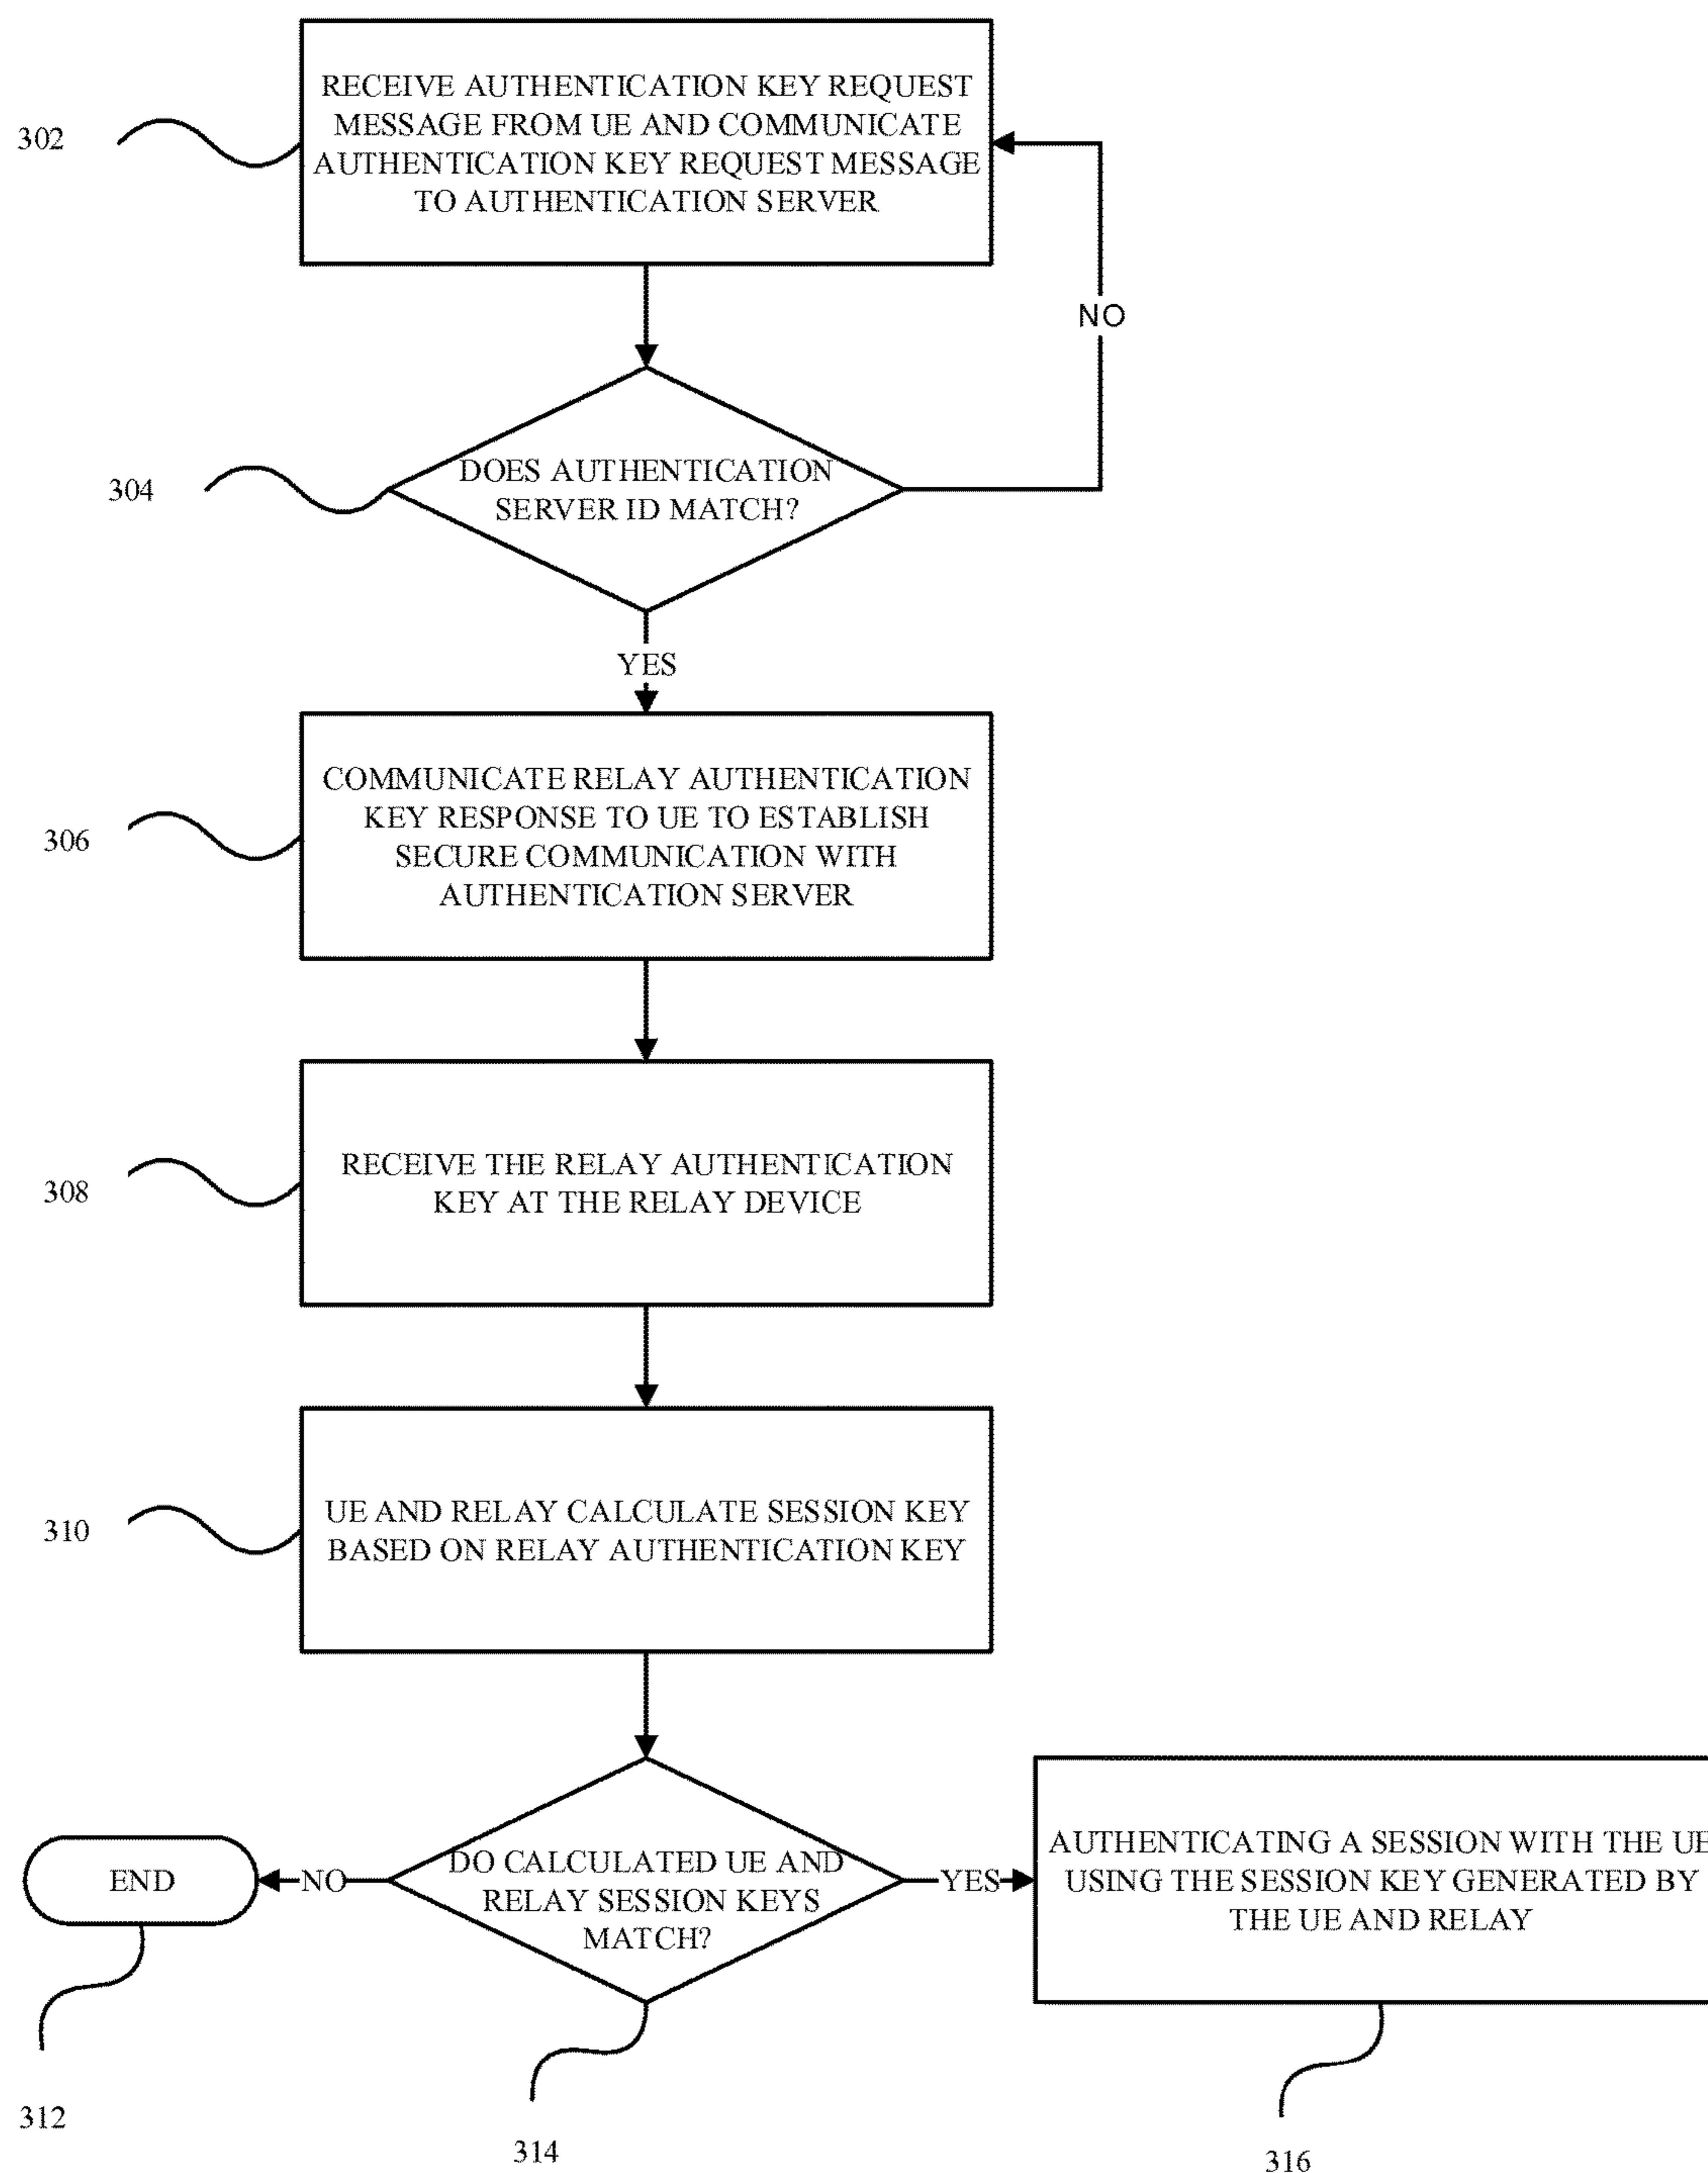 RECEIVE AUTHENTICATION KEY REQUEST
MESSAGE FROM UE AND COMMUNICATE
AUTHENTICATION KEY REQUEST MESSAGE
TO AUTHENTICATION SERVER
302
NO
DOES AUTHENTICATION
SERVER ID MATCH?
304
YES
COMMUNICATE RELAY AUTHENTICATION
KEY RESPONSE TO UE TO ESTABLISH
SECURE COMMUNICATION WITH
AUTHENTICATION SERVER
306
RECEIVE THE RELAY AUTHENTICATION
KEY AT THE RELAY DEVICE
308
UE AND RELAY CALCULATE SESSION KEY
BASED ON RELAY AUTHENTICATION KEY
310
END
NO
DO CALCULATED UE AND
RELAY SESSION KEYS
MATCH?
YES
AUTHENTICATING A SESSION WITH THE UE
USING THE SESSION KEY GENERATED BY
THE UE AND RELAY
312
314
316